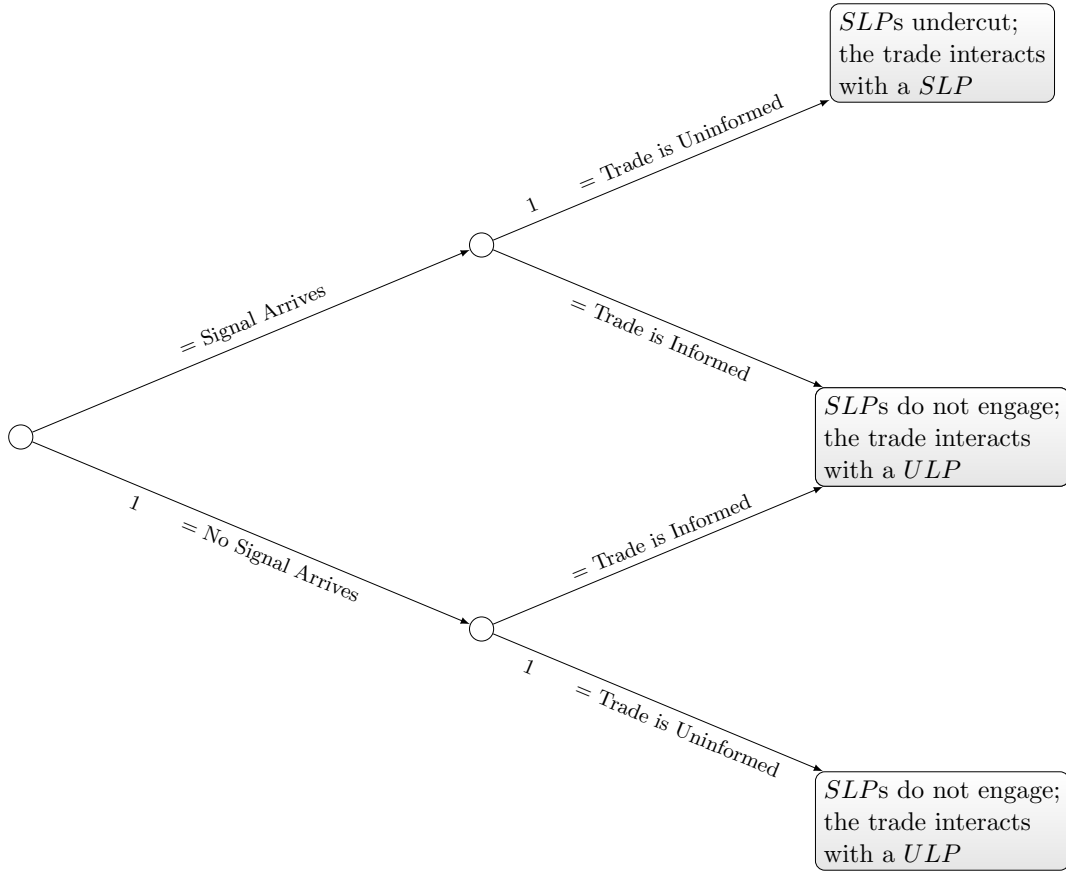 SLPs undercut;
the trade interacts
with a SLP
1 = Trade is Uninformed
= Signal Arrives
= Trade is Informed
SLPs do not engage;
the trade interacts
with a ULP
1 = No Signal Arrives
= Trade is Informed
1 = Trade is Uninformed
SLPs do not engage;
the trade interacts
with a ULP